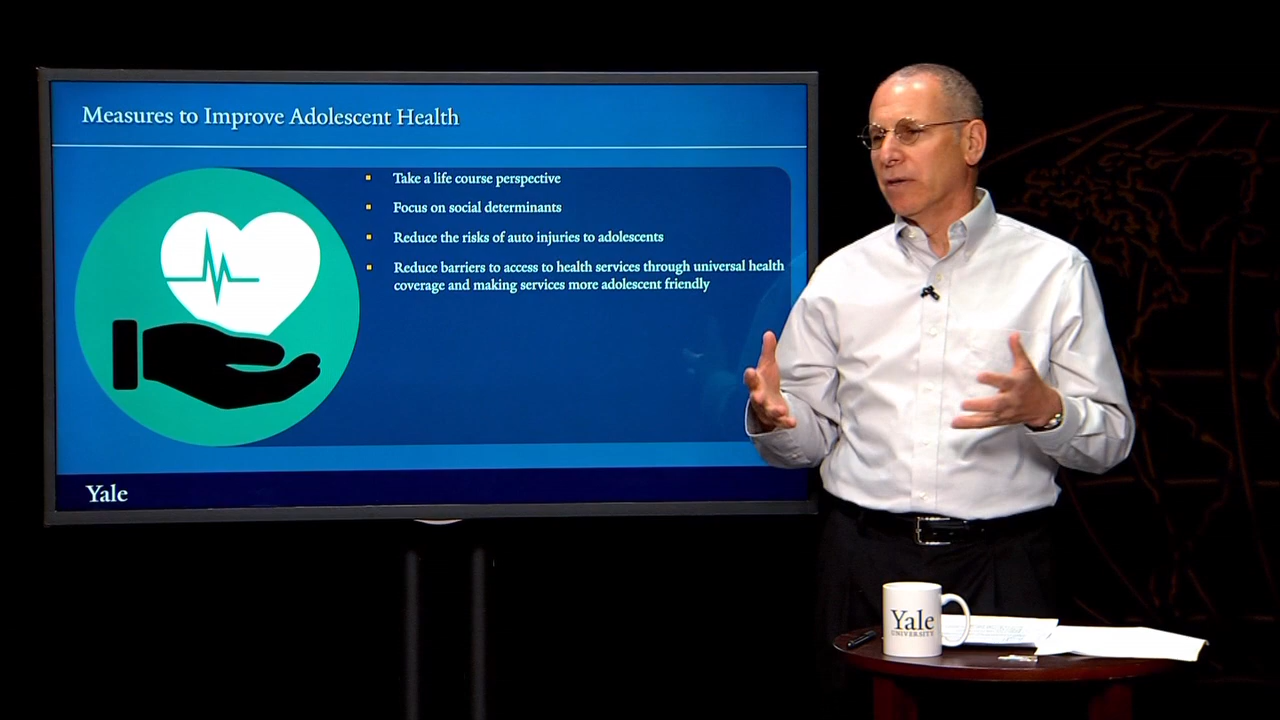 Measures to Improve Adolescent Health
Take a life course perspective
Focus on social determinants
Reduce the risks of auto injuries to adolescents
Reduce barriers to access to health services through universal health
coverage and making services more adolescent friendly
Yale
Yale
UNIVERSITY